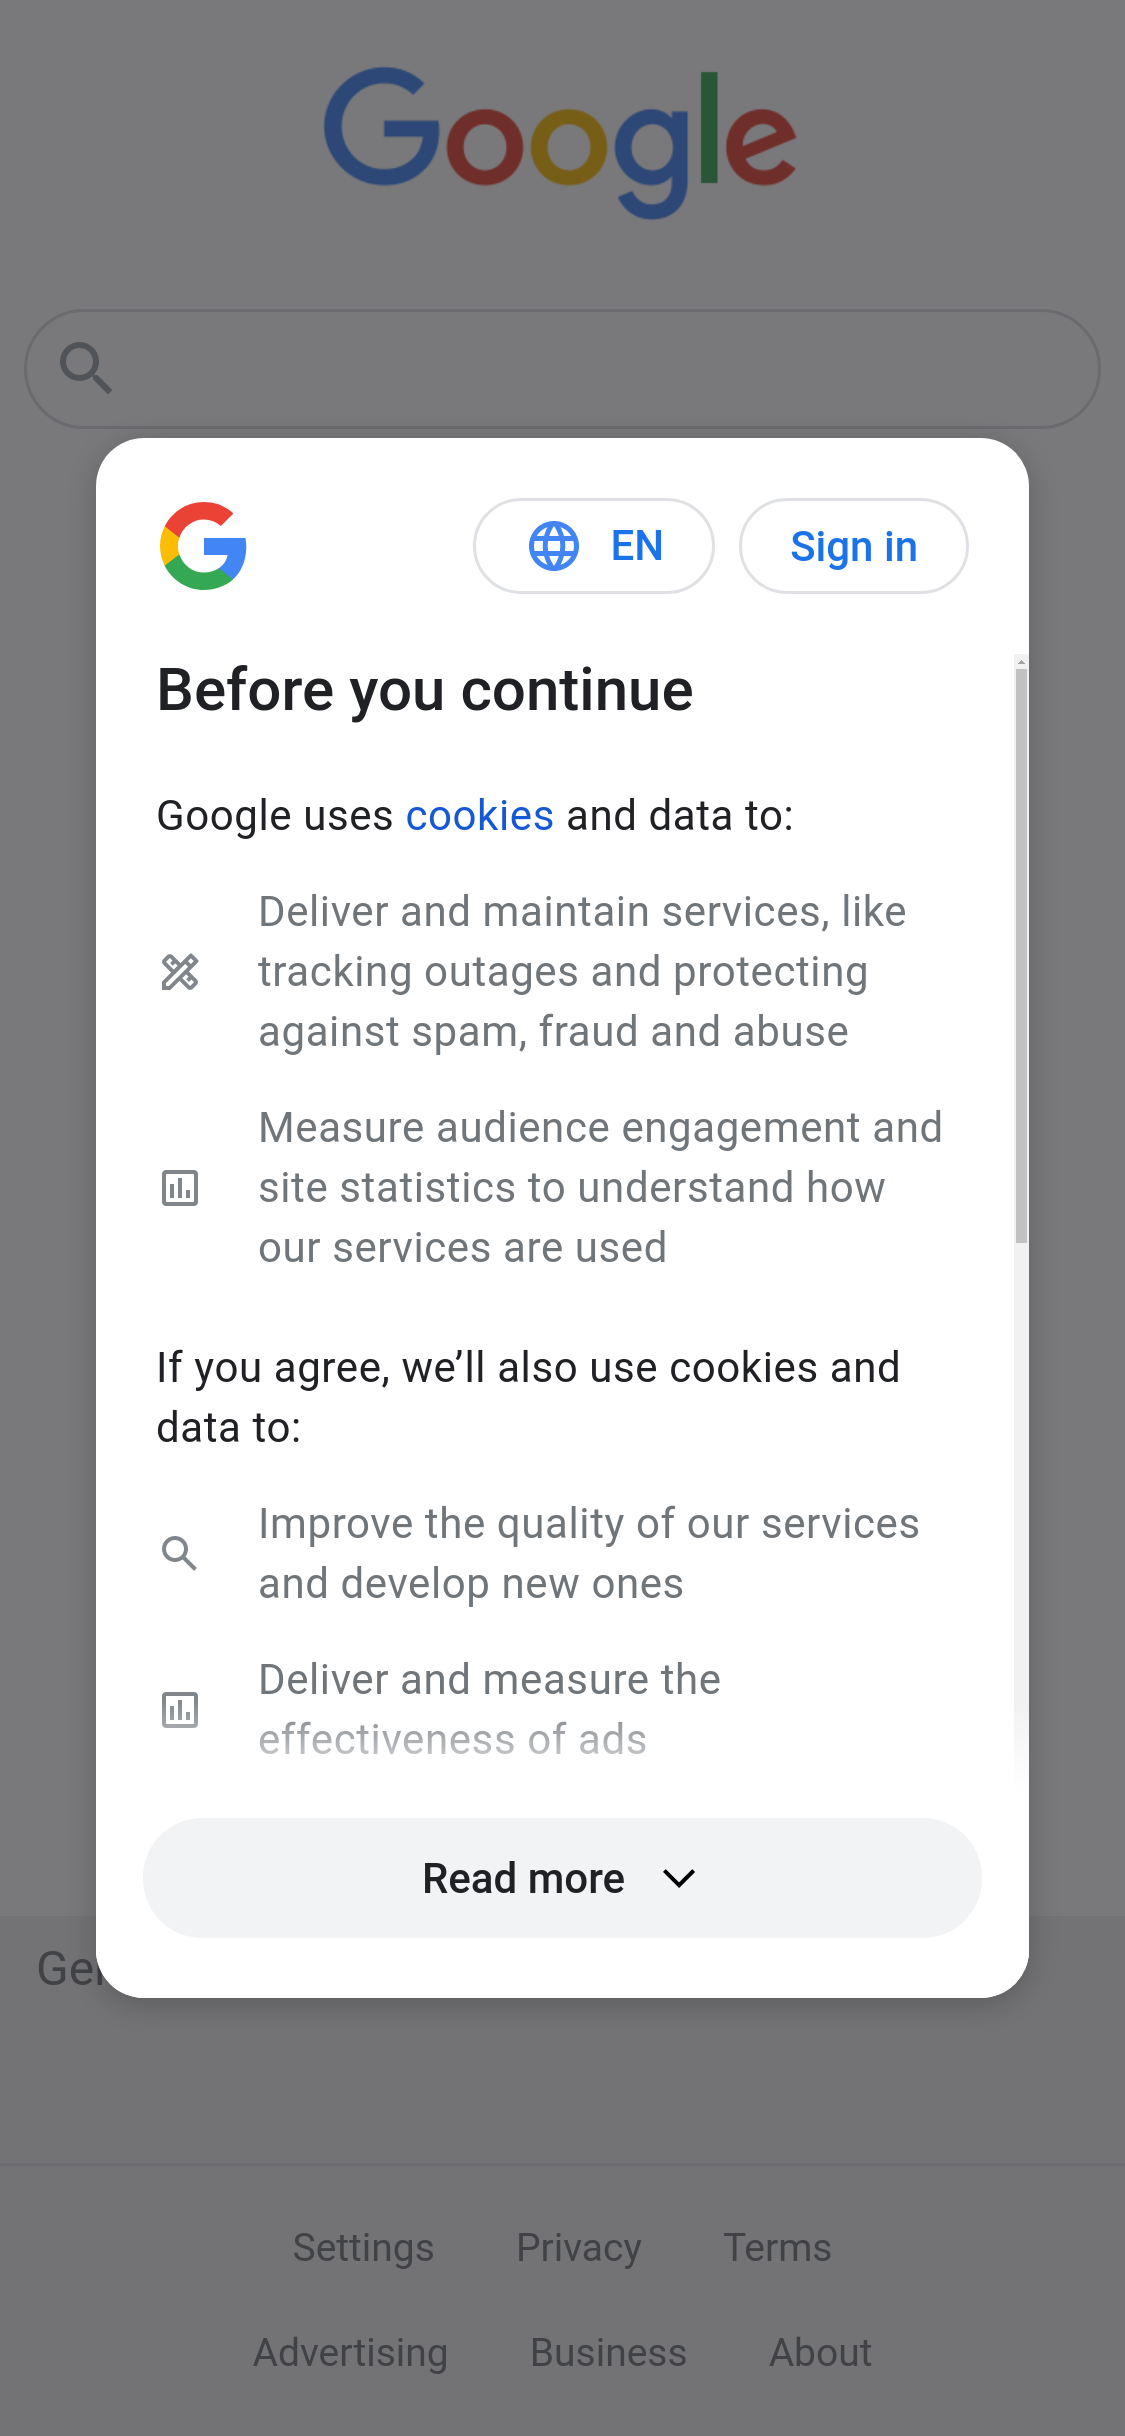 Google
EN
Sign in
Before you continue
Google uses cookies and data to:
Deliver and maintain services, like
tracking outages and protecting
against spam, fraud and abuse
Measure audience engagement and
site statistics to understand how
our services are used
If you agree, we’ll also use cookies and
data to:
Improve the quality of our services
and develop new ones
Deliver and measure the
effectiveness of ads
Read more
Settings Privacy Terms
Advertising Business About